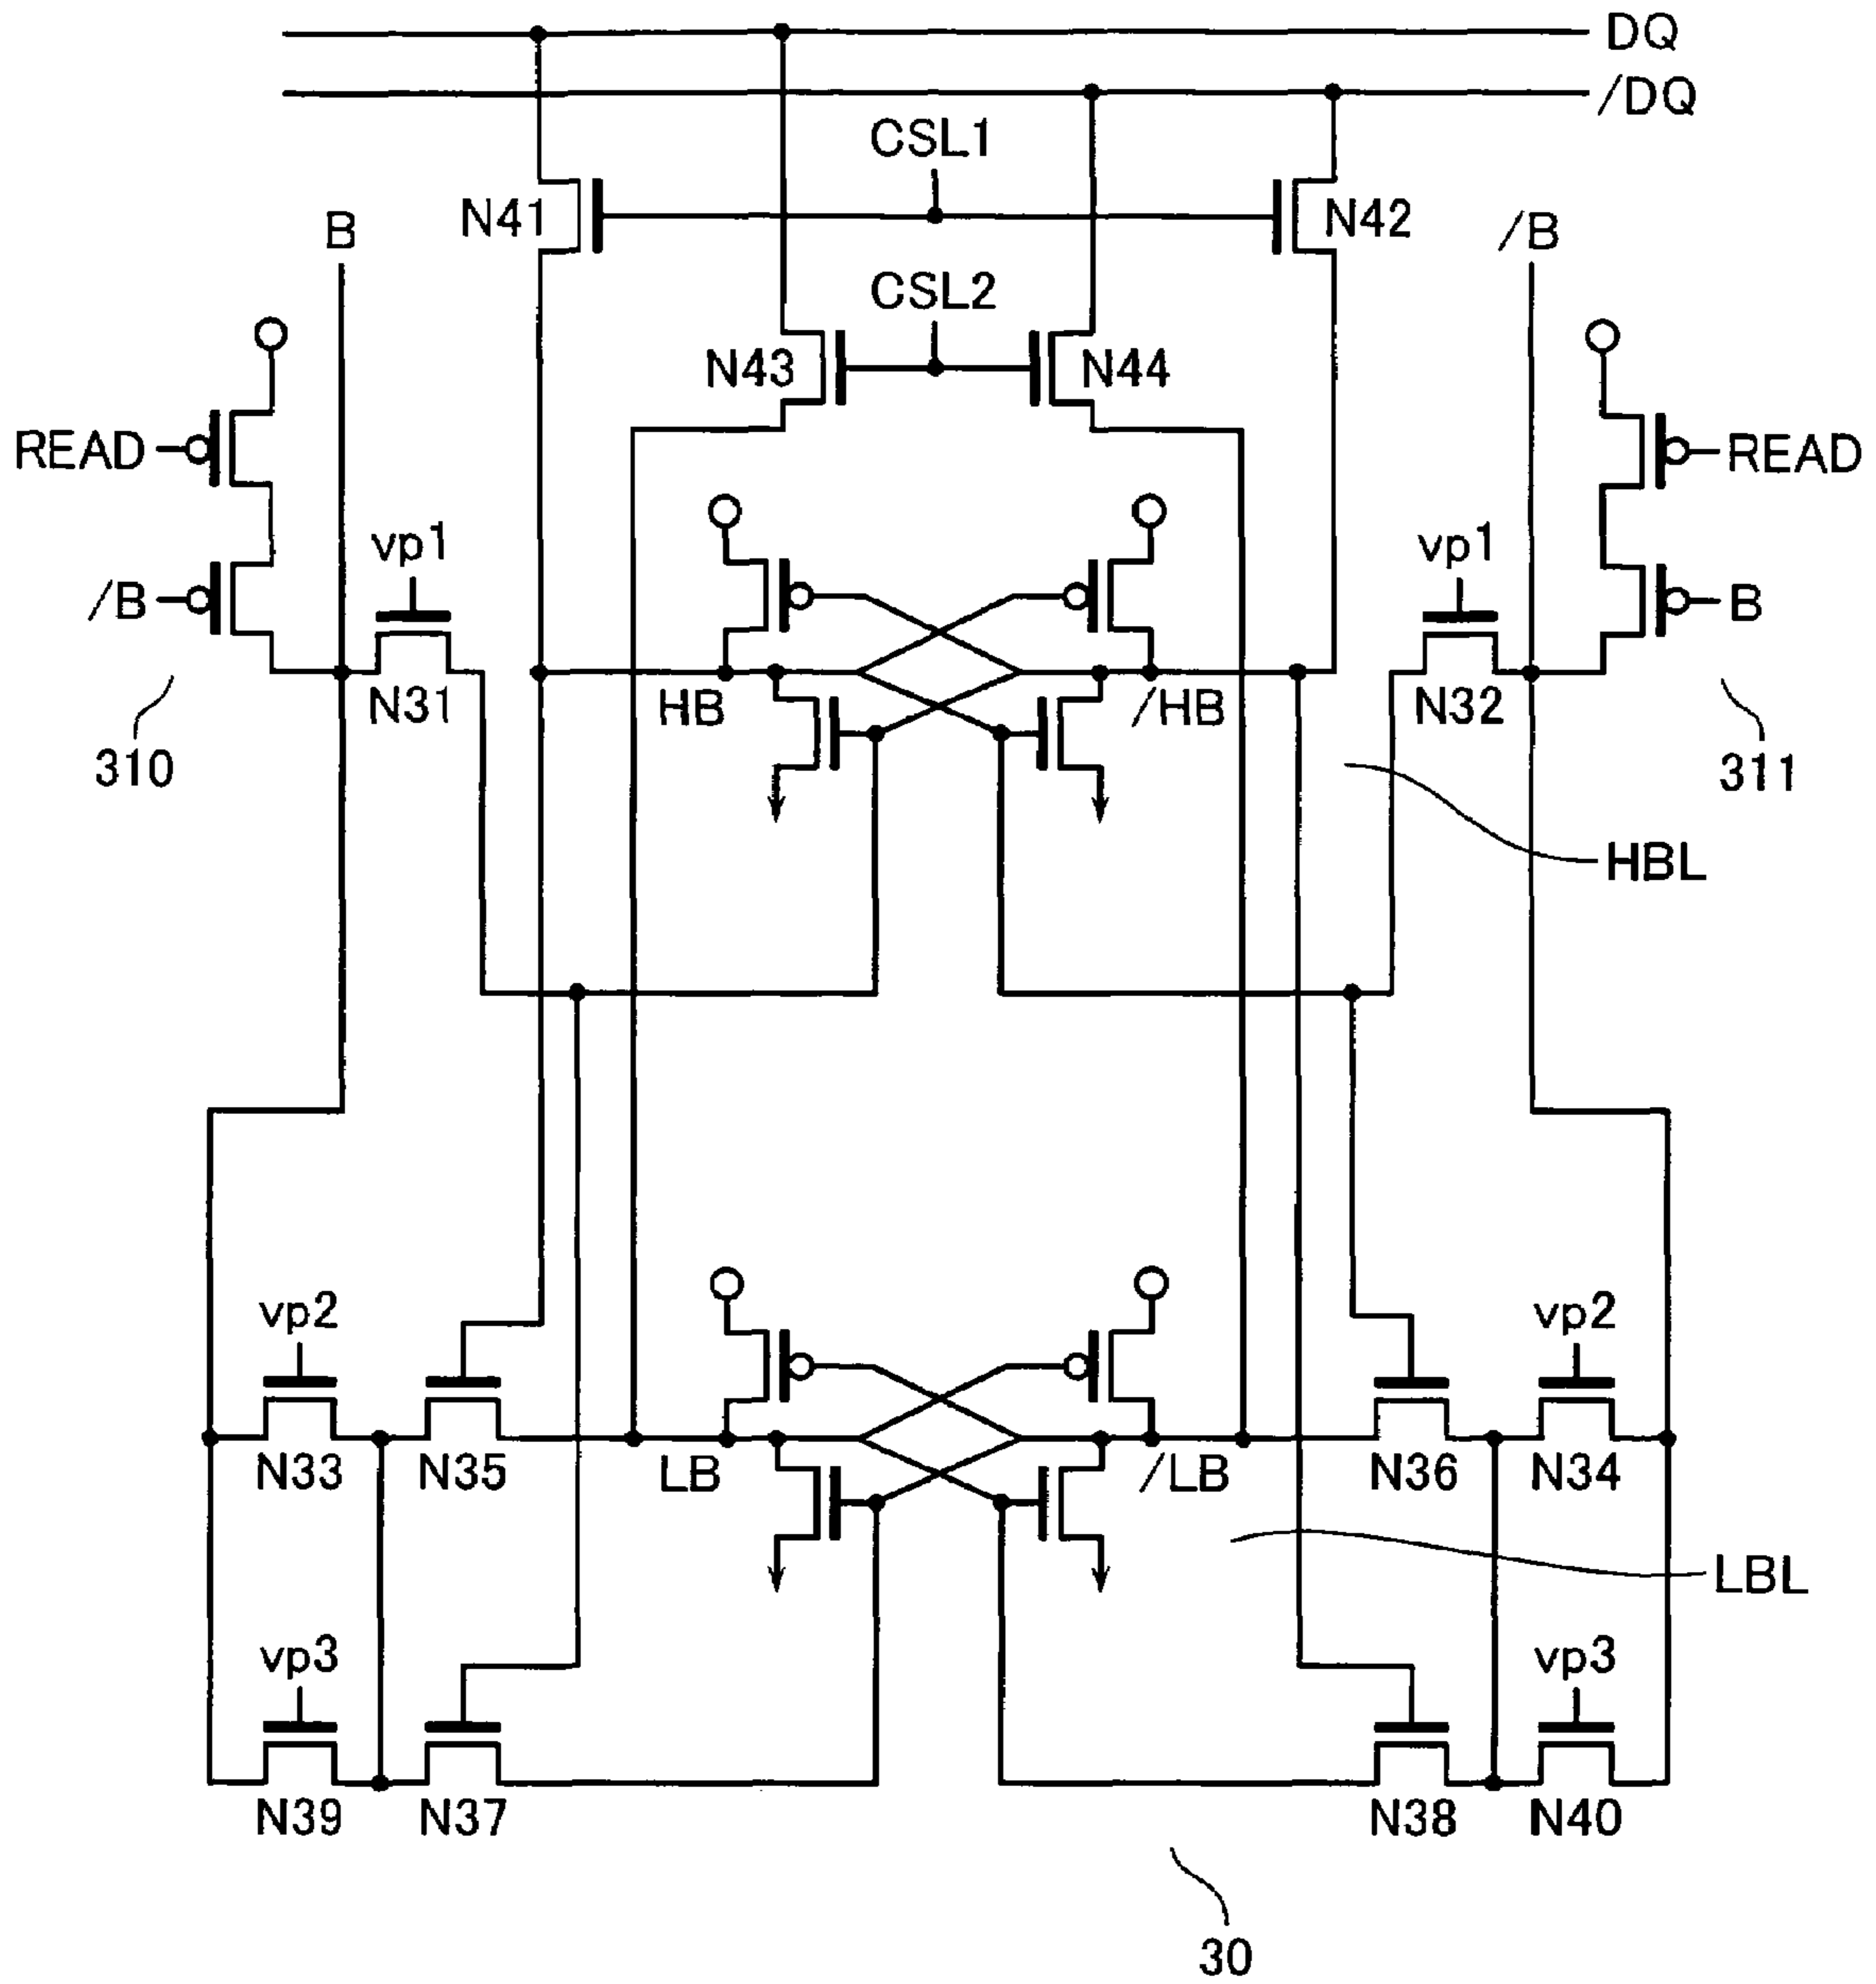 DQ
/DQ
CSL1
N41
N42
B
/B
CSL2
N43
N44
READ
READ
vp1
vp1
/B
B
N31
HB
/HB
N32
310
311
HBL
vp2
vp2
N33
N35
LB
/LB
N36
N34
LBL
vp3
vp3
N39
N37
N38
N40
30